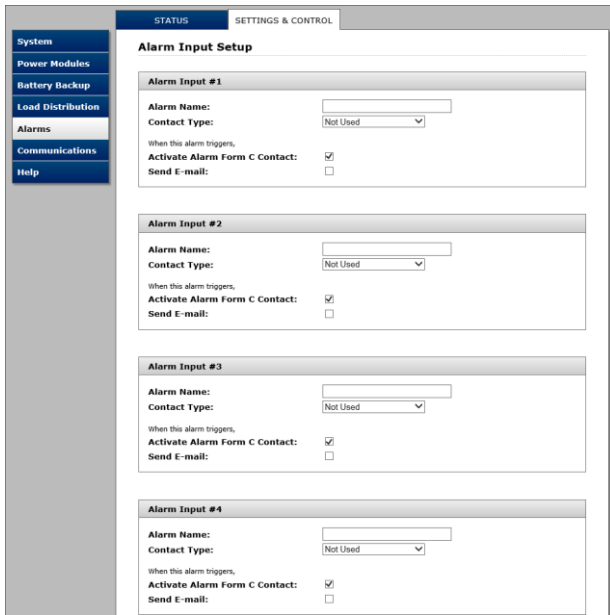 STATUS SETTINGS & CONTROL
System
Power Modules
Battery Backup
Load Distribution
Alarms
Communications
Help
Alarm Input Setup
Alarm Input #1
Alarm Name:
Contact Type: Not Used
When this alarm triggers,
Activate Alarm Form C Contact:
Send E-mail:
Alarm Input #2
Alarm Name:
Contact Type: Not Used
When this alarm triggers,
Activate Alarm Form C Contact:
Send E-mail:
Alarm Input #3
Alarm Name:
Contact Type: Not Used
When this alarm triggers,
Activate Alarm Form C Contact:
Send E-mail:
Alarm Input #4
Alarm Name:
Contact Type: Not Used
When this alarm triggers,
Activate Alarm Form C Contact:
Send E-mail: